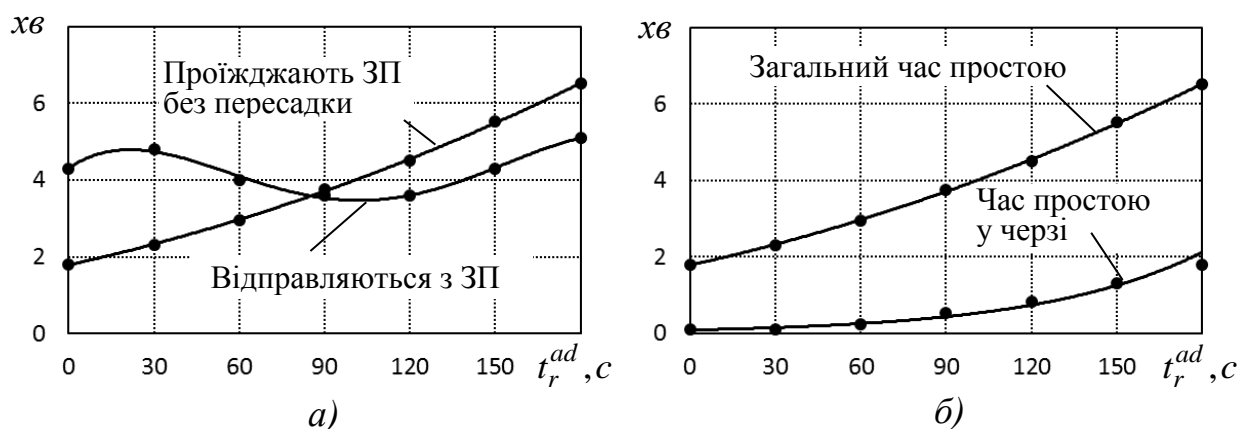 хв
6
4
2
0
Проїжджають ЗП
без пересадки
Відправляються з ЗП
0 30 60 90 120 150 t_r^{ad}, с
а)
хв
6
4
2
0
Загальний час простою
Час простою
у черзі
0 30 60 90 120 150 t_r^{ad}, с
б)